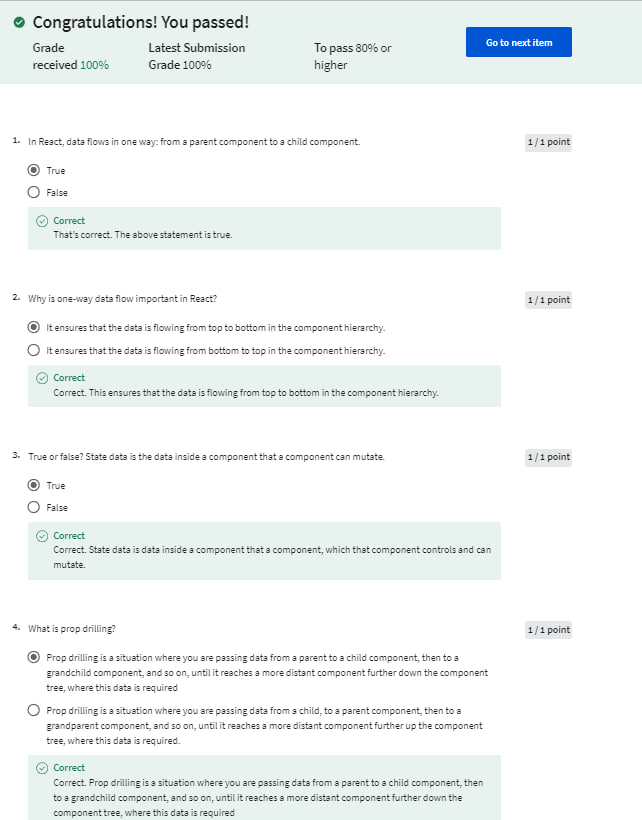 Congratulations! You passed!
Grade received 100%
Latest Submission Grade 100%
To pass 80% or higher
Go to next item
1. In React, data flows in one way: from a parent component to a child component.
1 / 1 point
True
False
Correct
That's correct. The above statement is true.
2. Why is one-way data flow important in React?
1 / 1 point
It ensures that the data is flowing from top to bottom in the component hierarchy.
It ensures that the data is flowing from bottom to top in the component hierarchy.
Correct
Correct. This ensures that the data is flowing from top to bottom in the component hierarchy.
3. True or false? State data is the data inside a component that a component can mutate.
1 / 1 point
True
False
Correct
Correct. State data is data inside a component that a component, which that component controls and can
mutate.
4. What is prop drilling?
1 / 1 point
Prop drilling is a situation where you are passing data from a parent to a child component, then to a
grandchild component, and so on, until it reaches a more distant component further down the component
tree, where this data is required
Prop drilling is a situation where you are passing data from a child, to a parent component, then to a
grandparent component, and so on, until it reaches a more distant component further up the component
tree, where this data is required.
Correct
Correct. Prop drilling is a situation where you are passing data from a parent to a child component, then
to a grandchild component, and so on, until it reaches a more distant component further down the
component tree, where this data is required